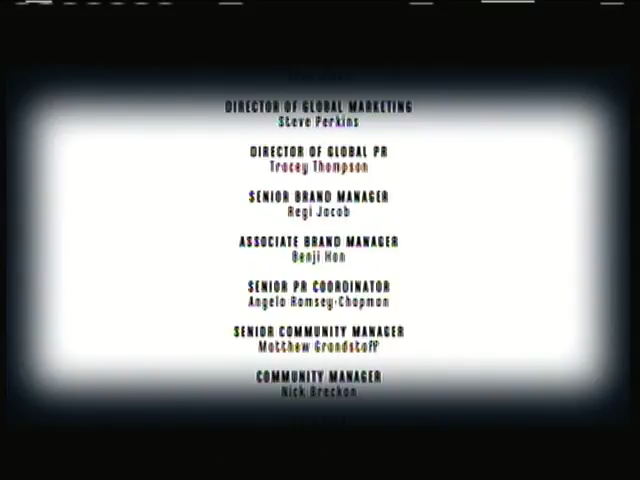 DIRECTOR OF GLOBAL MARKETING
Steve Perkins
DIRECTOR OF GLOBAL PR
Tracey Thompson
SENIOR BRAND MANAGER
Regi Jacob
ASSOCIATE BRAND MANAGER
Benji Han
SENIOR PR COORDINATOR
Angela Ramsey-Chapman
SENIOR COMMUNITY MANAGER
Matthew Grandstaff
COMMUNITY MANAGER
Nick Breckon